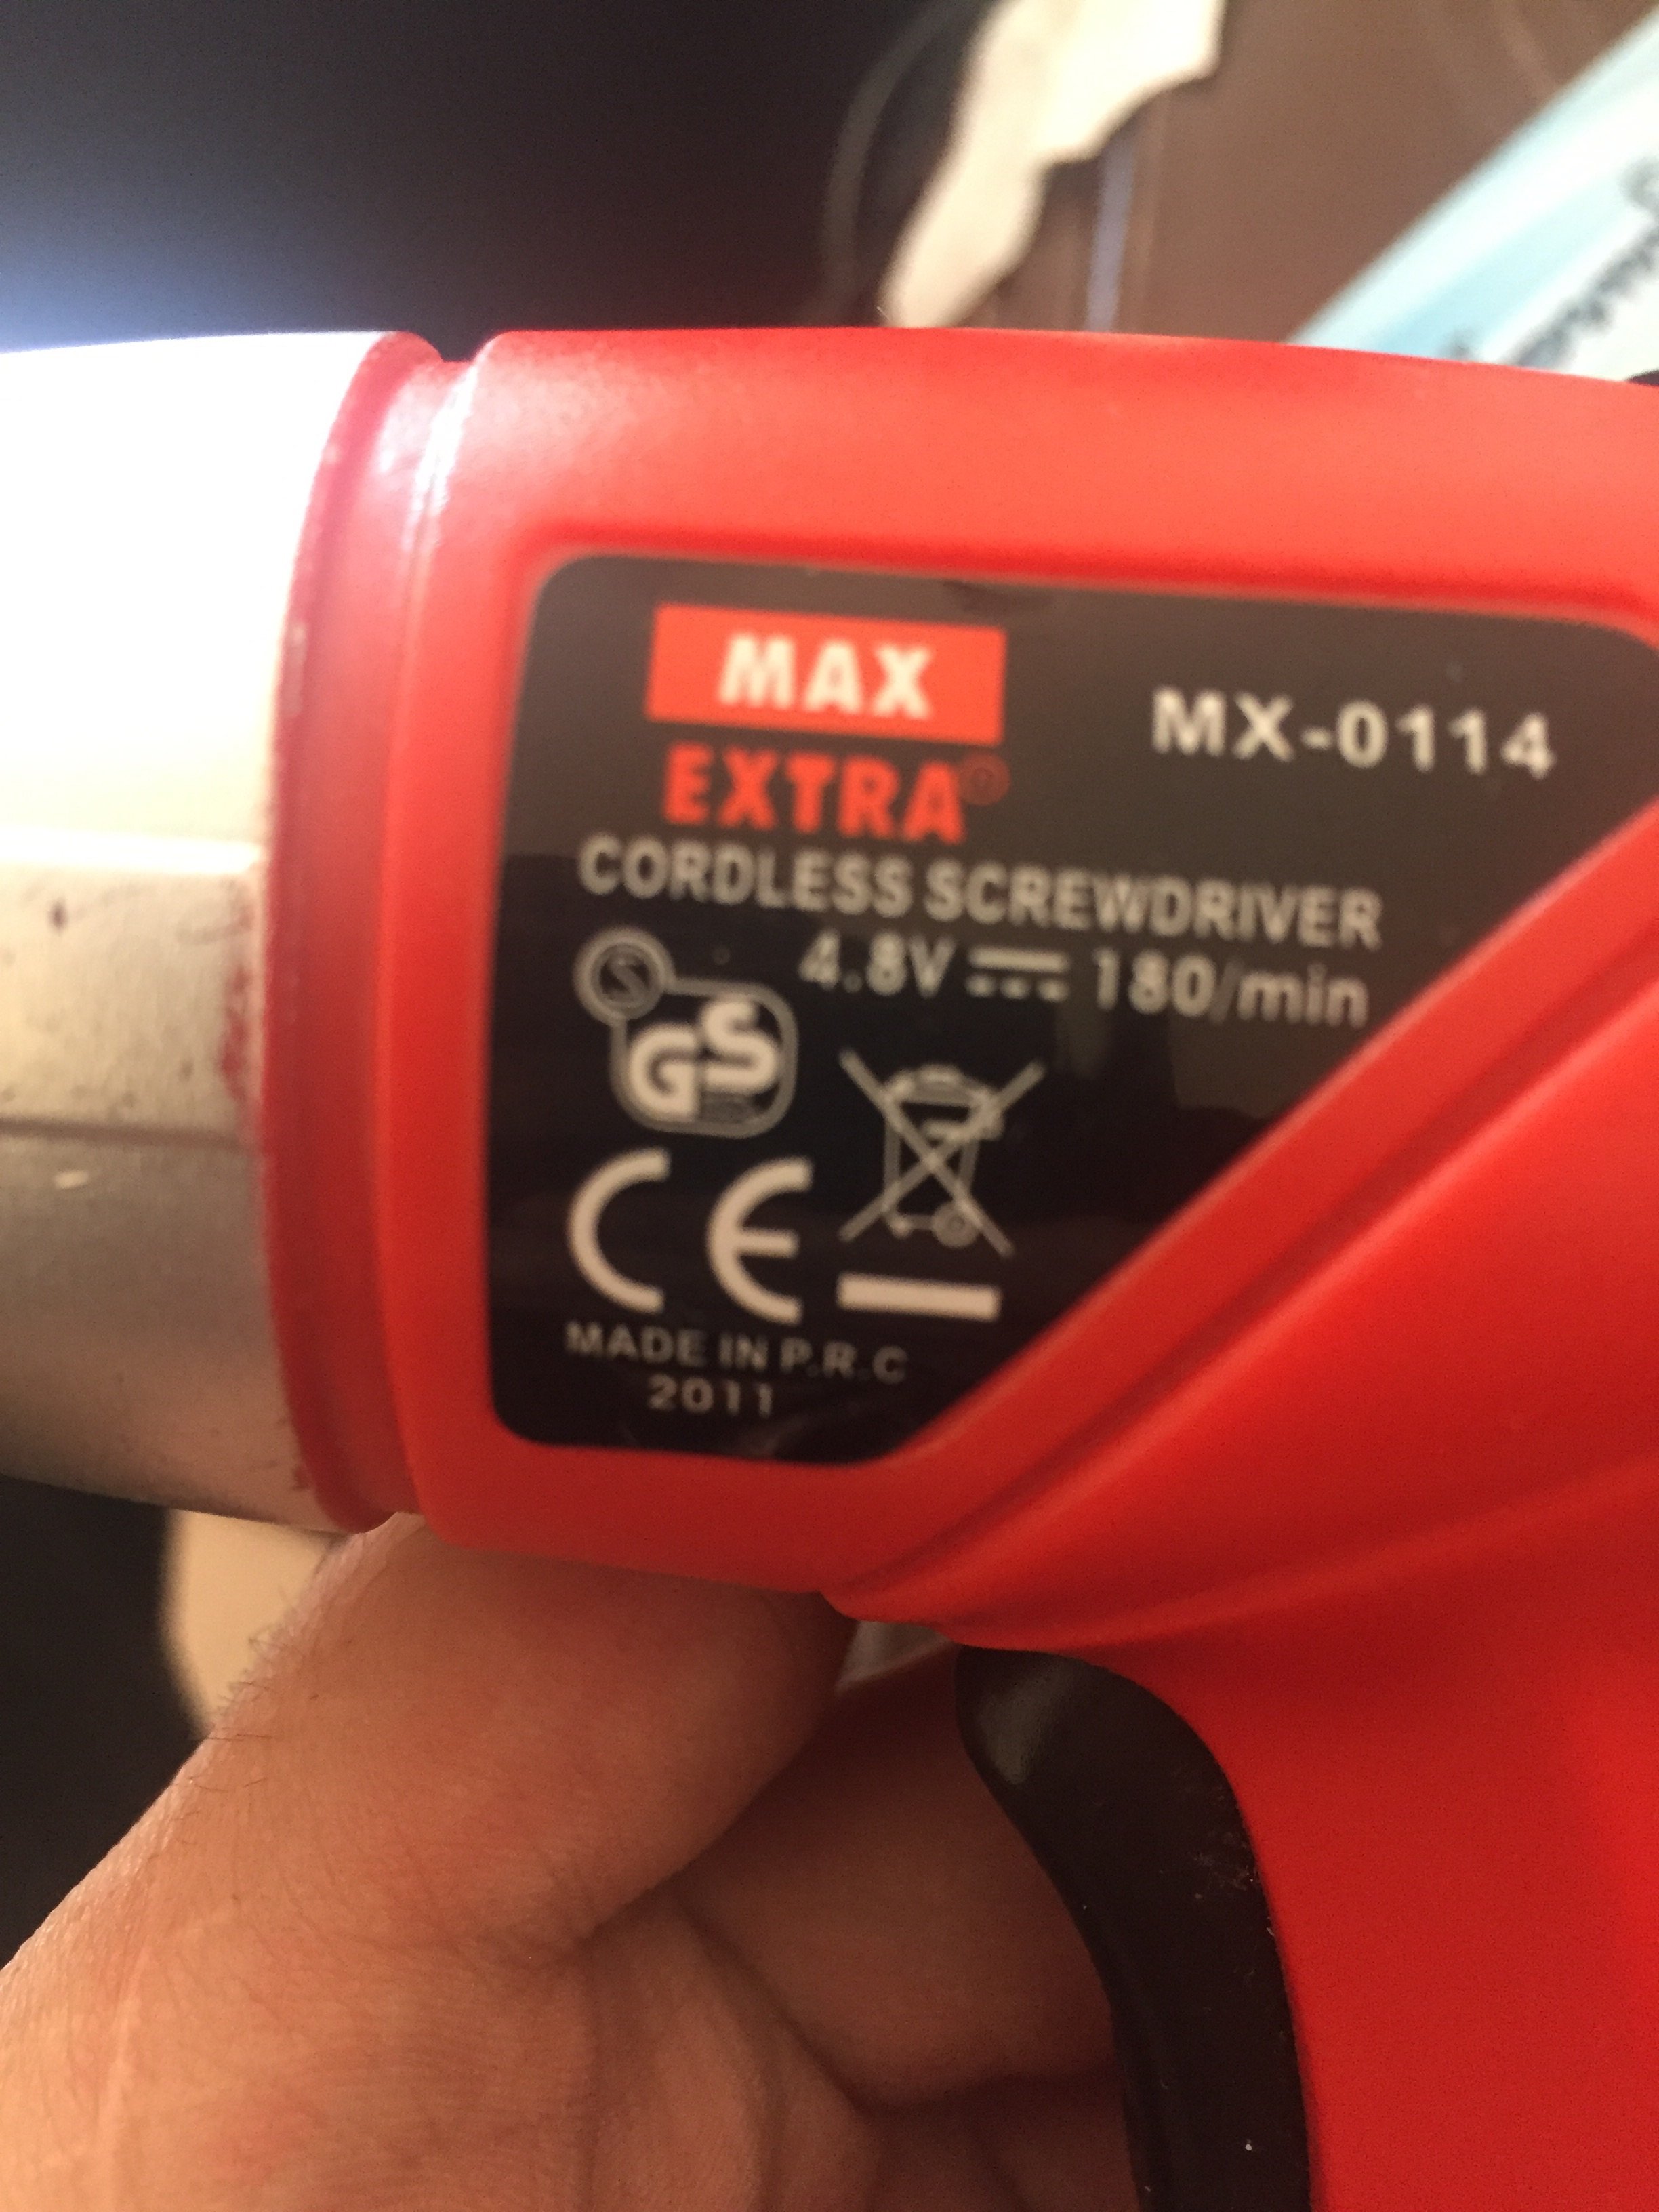 MAX
EXTRA®
MX-0114
CORDLESS SCREWDRIVER
4.8V 180/min
S
GS
CE
MADE IN P.R.C
2011